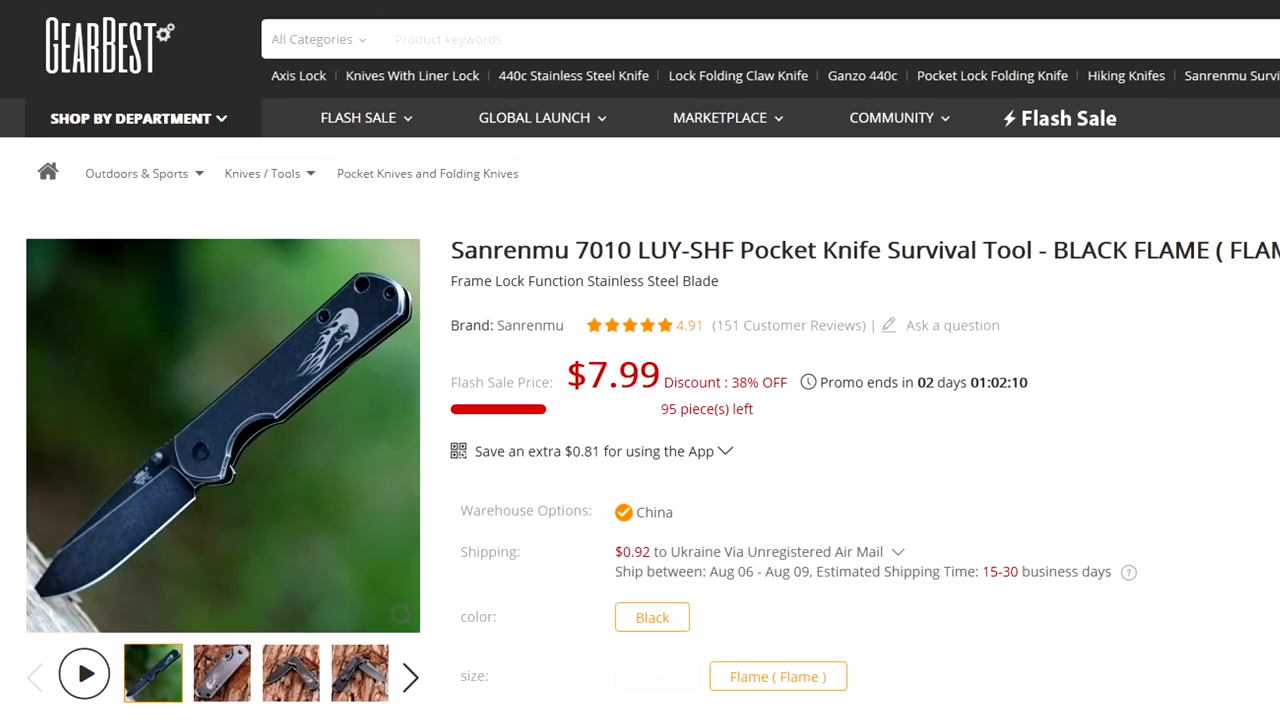 GEARBEST
All Categories
Product keywords
Axis Lock
Knives With Liner Lock
440c Stainless Steel Knife
Lock Folding Claw Knife
Ganzo 440c
Pocket Lock Folding Knife
Hiking Knifes
Sanrenmu Survi
SHOP BY DEPARTMENT
FLASH SALE
GLOBAL LAUNCH
MARKETPLACE
COMMUNITY
Flash Sale
Outdoors & Sports
Knives / Tools
Pocket Knives and Folding Knives
Sanrenmu 7010 LUY-SHF Pocket Knife Survival Tool - BLACK FLAME ( FLAM
Frame Lock Function Stainless Steel Blade
Brand: Sanrenmu 4.91 (151 Customer Reviews) | Ask a question
Flash Sale Price: $7.99 Discount : 38% OFF Promo ends in 02 days 01:02:10
95 piece(s) left
Save an extra $0.81 for using the App
Warehouse Options: China
Shipping: $0.92 to Ukraine Via Unregistered Air Mail
Ship between: Aug 06 - Aug 09, Estimated Shipping Time: 15-30 business days ?
color: Black
size: Flame ( Flame )